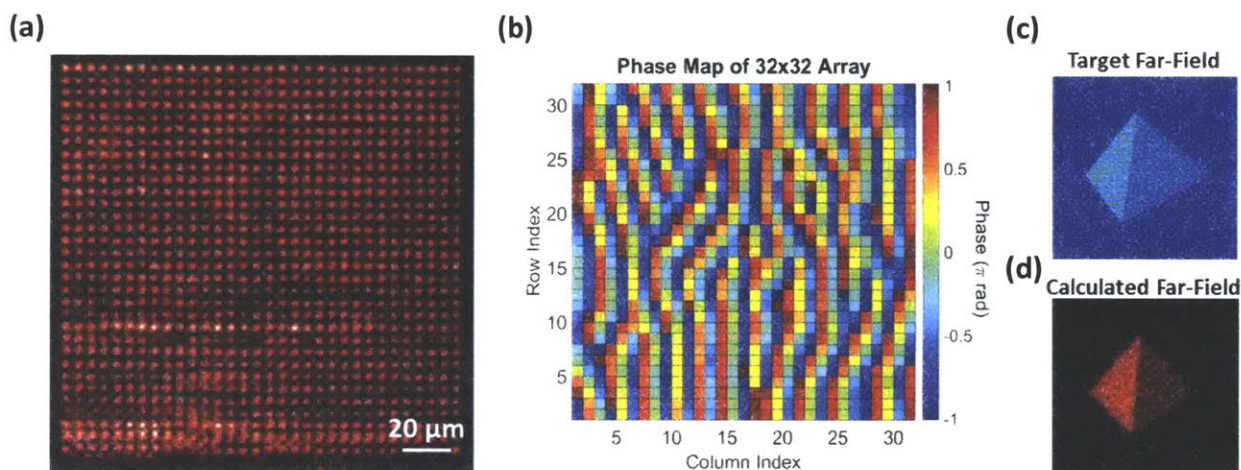 (a)
20 µm
(b)
Phase Map of 32x32 Array
Row Index
30
25
20
15
10
5
5 10 15 20 25 30
Column Index
1
0.5
0
-0.5
-1
Phase (π rad)
(c)
Target Far-Field
(d)
Calculated Far-Field